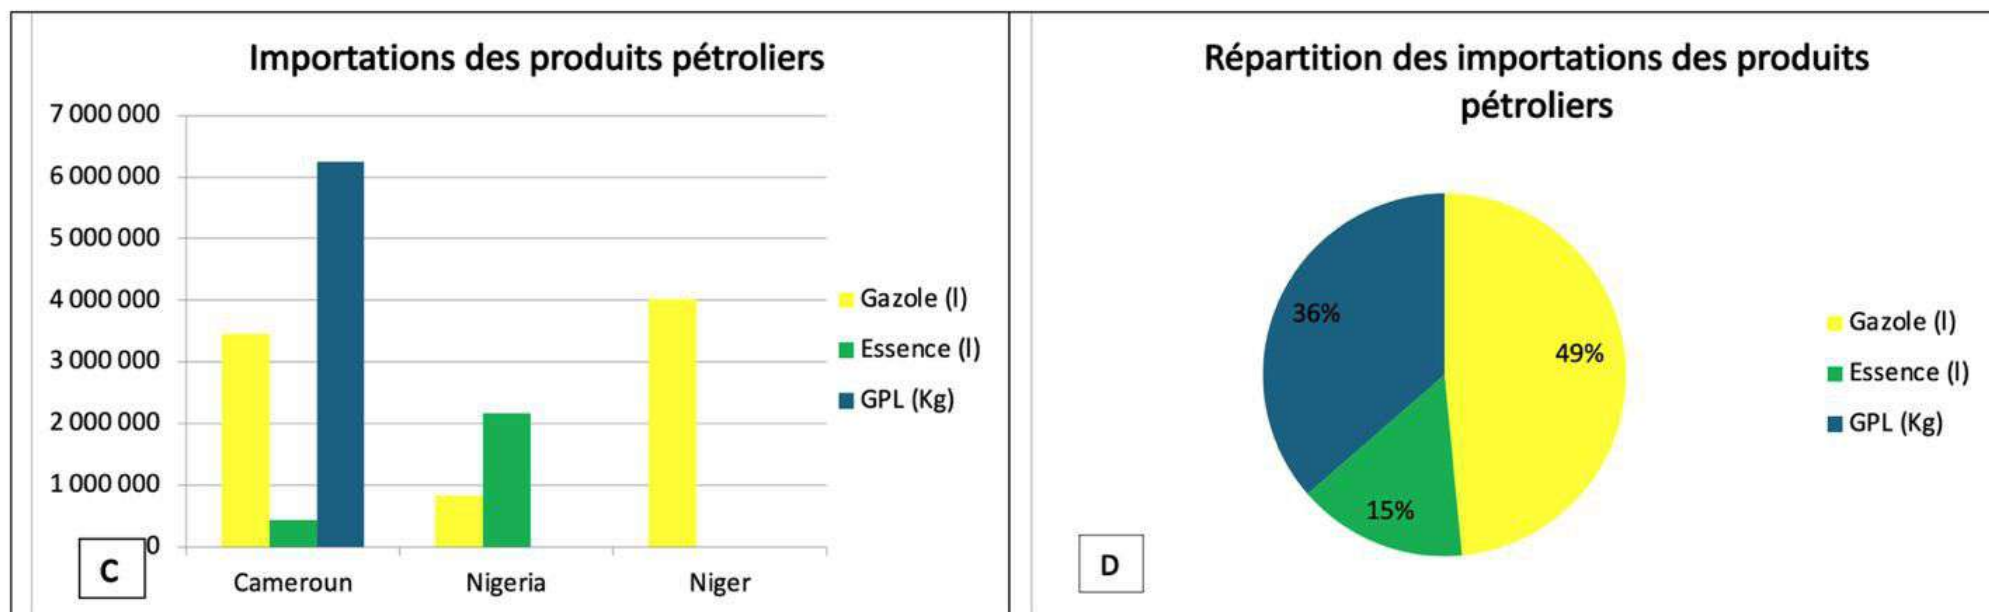 Importations des produits pétroliers
7 000 000
6 000 000
5 000 000
4 000 000
3 000 000
2 000 000
1 000 000
0
Cameroun Nigeria Niger
Gazole (l)
Essence (l)
GPL (Kg)
C
Répartition des importations des produits
pétroliers
36%
49%
15%
Gazole (l)
Essence (l)
GPL (Kg)
D